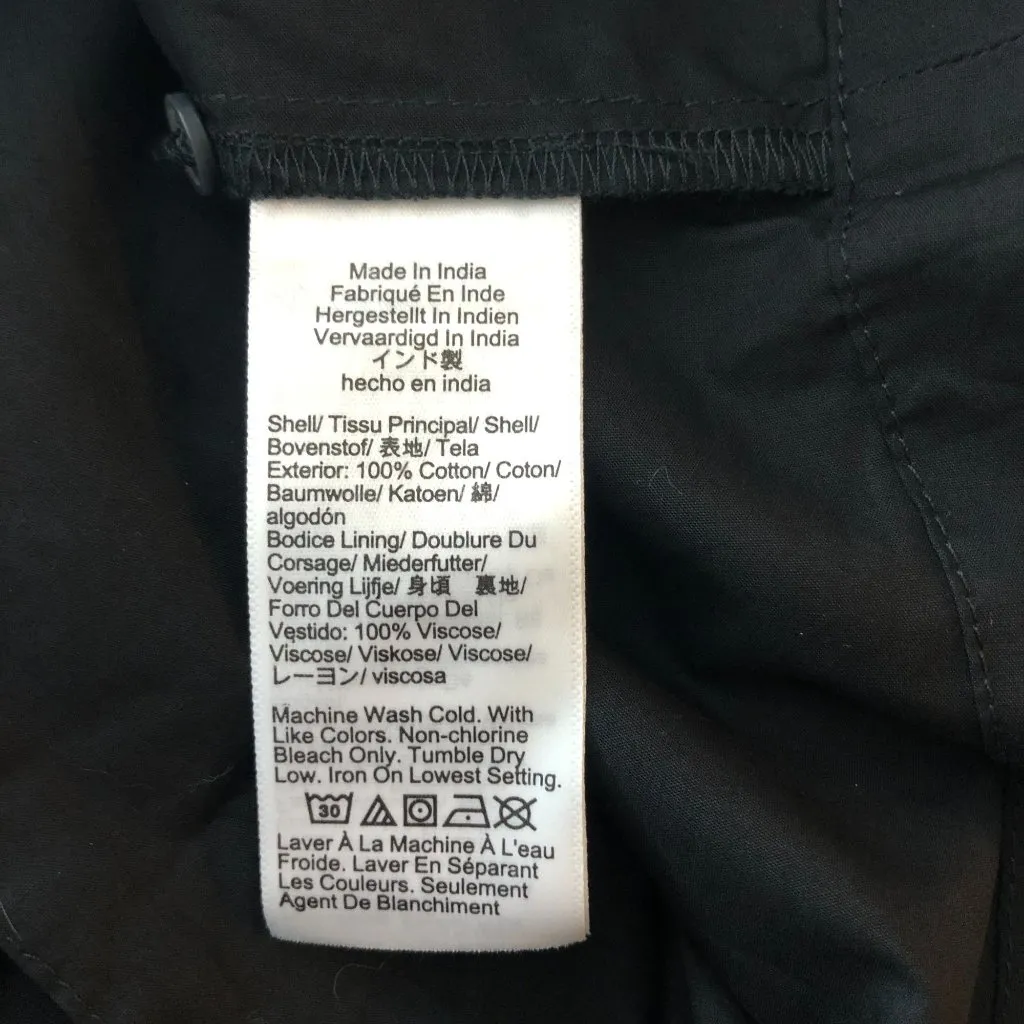 Made In India
Fabriqué En Inde
Hergestellt In Indien
Vervaardigd In India
インド製
hecho en india
Shell/ Tissu Principal/ Shell/
Bovenstof/ 表地/ Tela
Exterior: 100% Cotton/ Coton/
Baumwolle/ Katoen/ 綿/
algodón
Bodice Lining/ Doublure Du
Corsage/ Miederfutter/
Voering Lijfje/ 身頃　裏地/
Forro Del Cuerpo Del
Vestido: 100% Viscose/
Viscose/ Viskose/ Viscose/
レーヨン/ viscosa
Machine Wash Cold. With
Like Colors. Non-chlorine
Bleach Only. Tumble Dry
Low. Iron On Lowest Setting.
30
Laver À La Machine À L'eau
Froide. Laver En Séparant
Les Couleurs. Seulement
Agent De Blanchiment